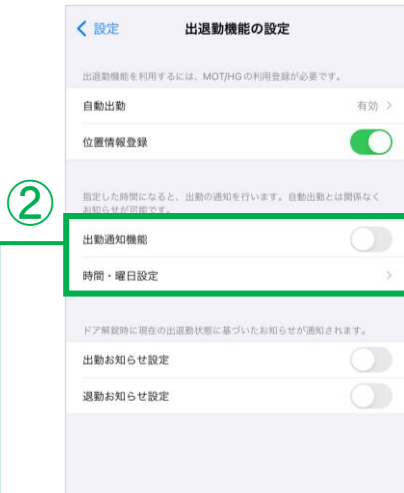 設定
出退勤機能の設定
出退勤機能を利用するには、MOT/HGの利用登録が必要です。
自動出勤 有効
位置情報登録
②
指定した時間になると、出勤の通知を行います。自動出勤とは関係なく
お知らせが可能です。
出勤通知機能
時間・曜日設定
ドア解錠時に現在の出退勤状態に基づいたお知らせが通知されます。
出勤お知らせ設定
退勤お知らせ設定